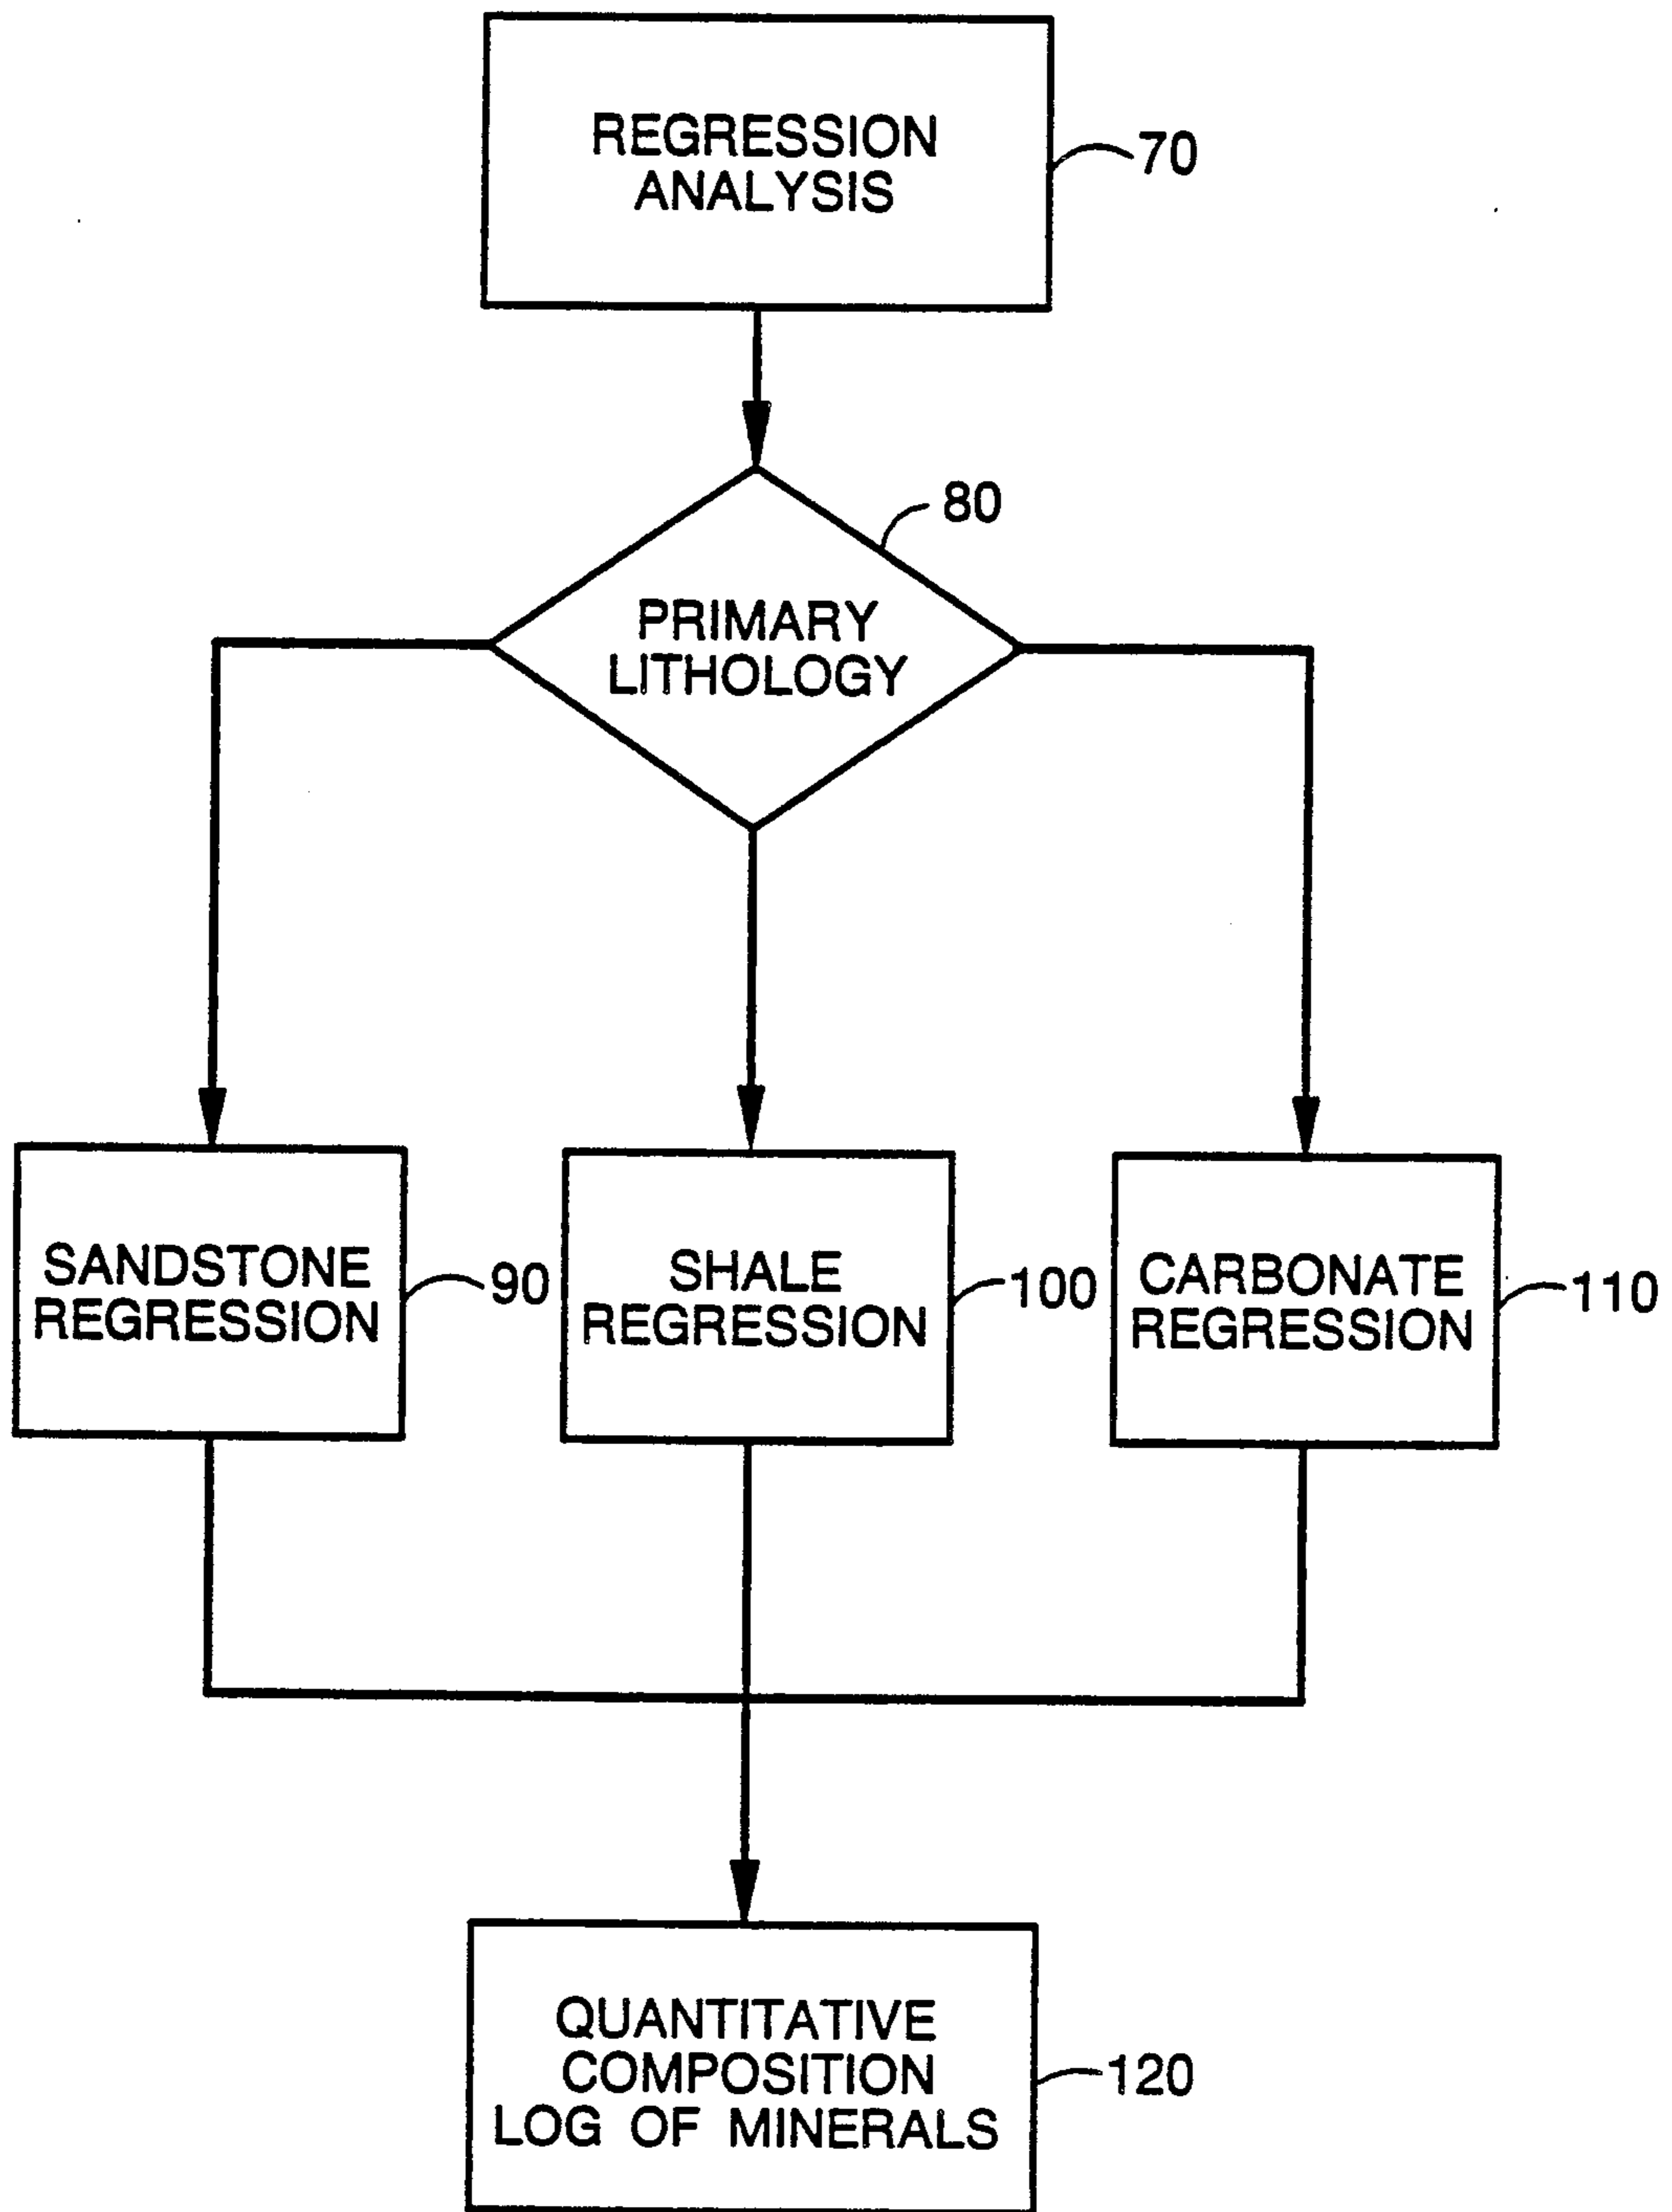 REGRESSION
ANALYSIS
70
80
PRIMARY
LITHOLOGY
SANDSTONE
REGRESSION
90
SHALE
REGRESSION
100
CARBONATE
REGRESSION
110
QUANTITATIVE
COMPOSITION
LOG OF MINERALS
120